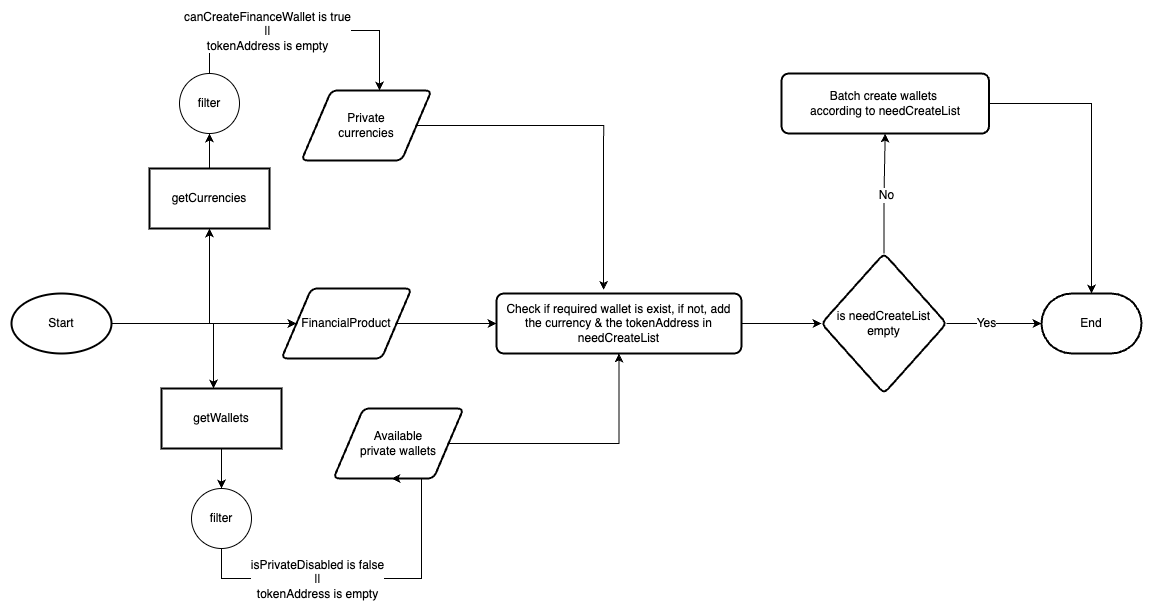 canCreateFinanceWallet is true
||
tokenAddress is empty
filter
Private
currencies
Batch create wallets
according to needCreateList
getCurrencies
No
Start
FinancialProduct
Check if required wallet is exist, if not, add
the currency & the tokenAddress in
needCreateList
is needCreateList
empty
Yes
End
getWallets
Available
private wallets
filter
isPrivateDisabled is false
||
tokenAddress is empty